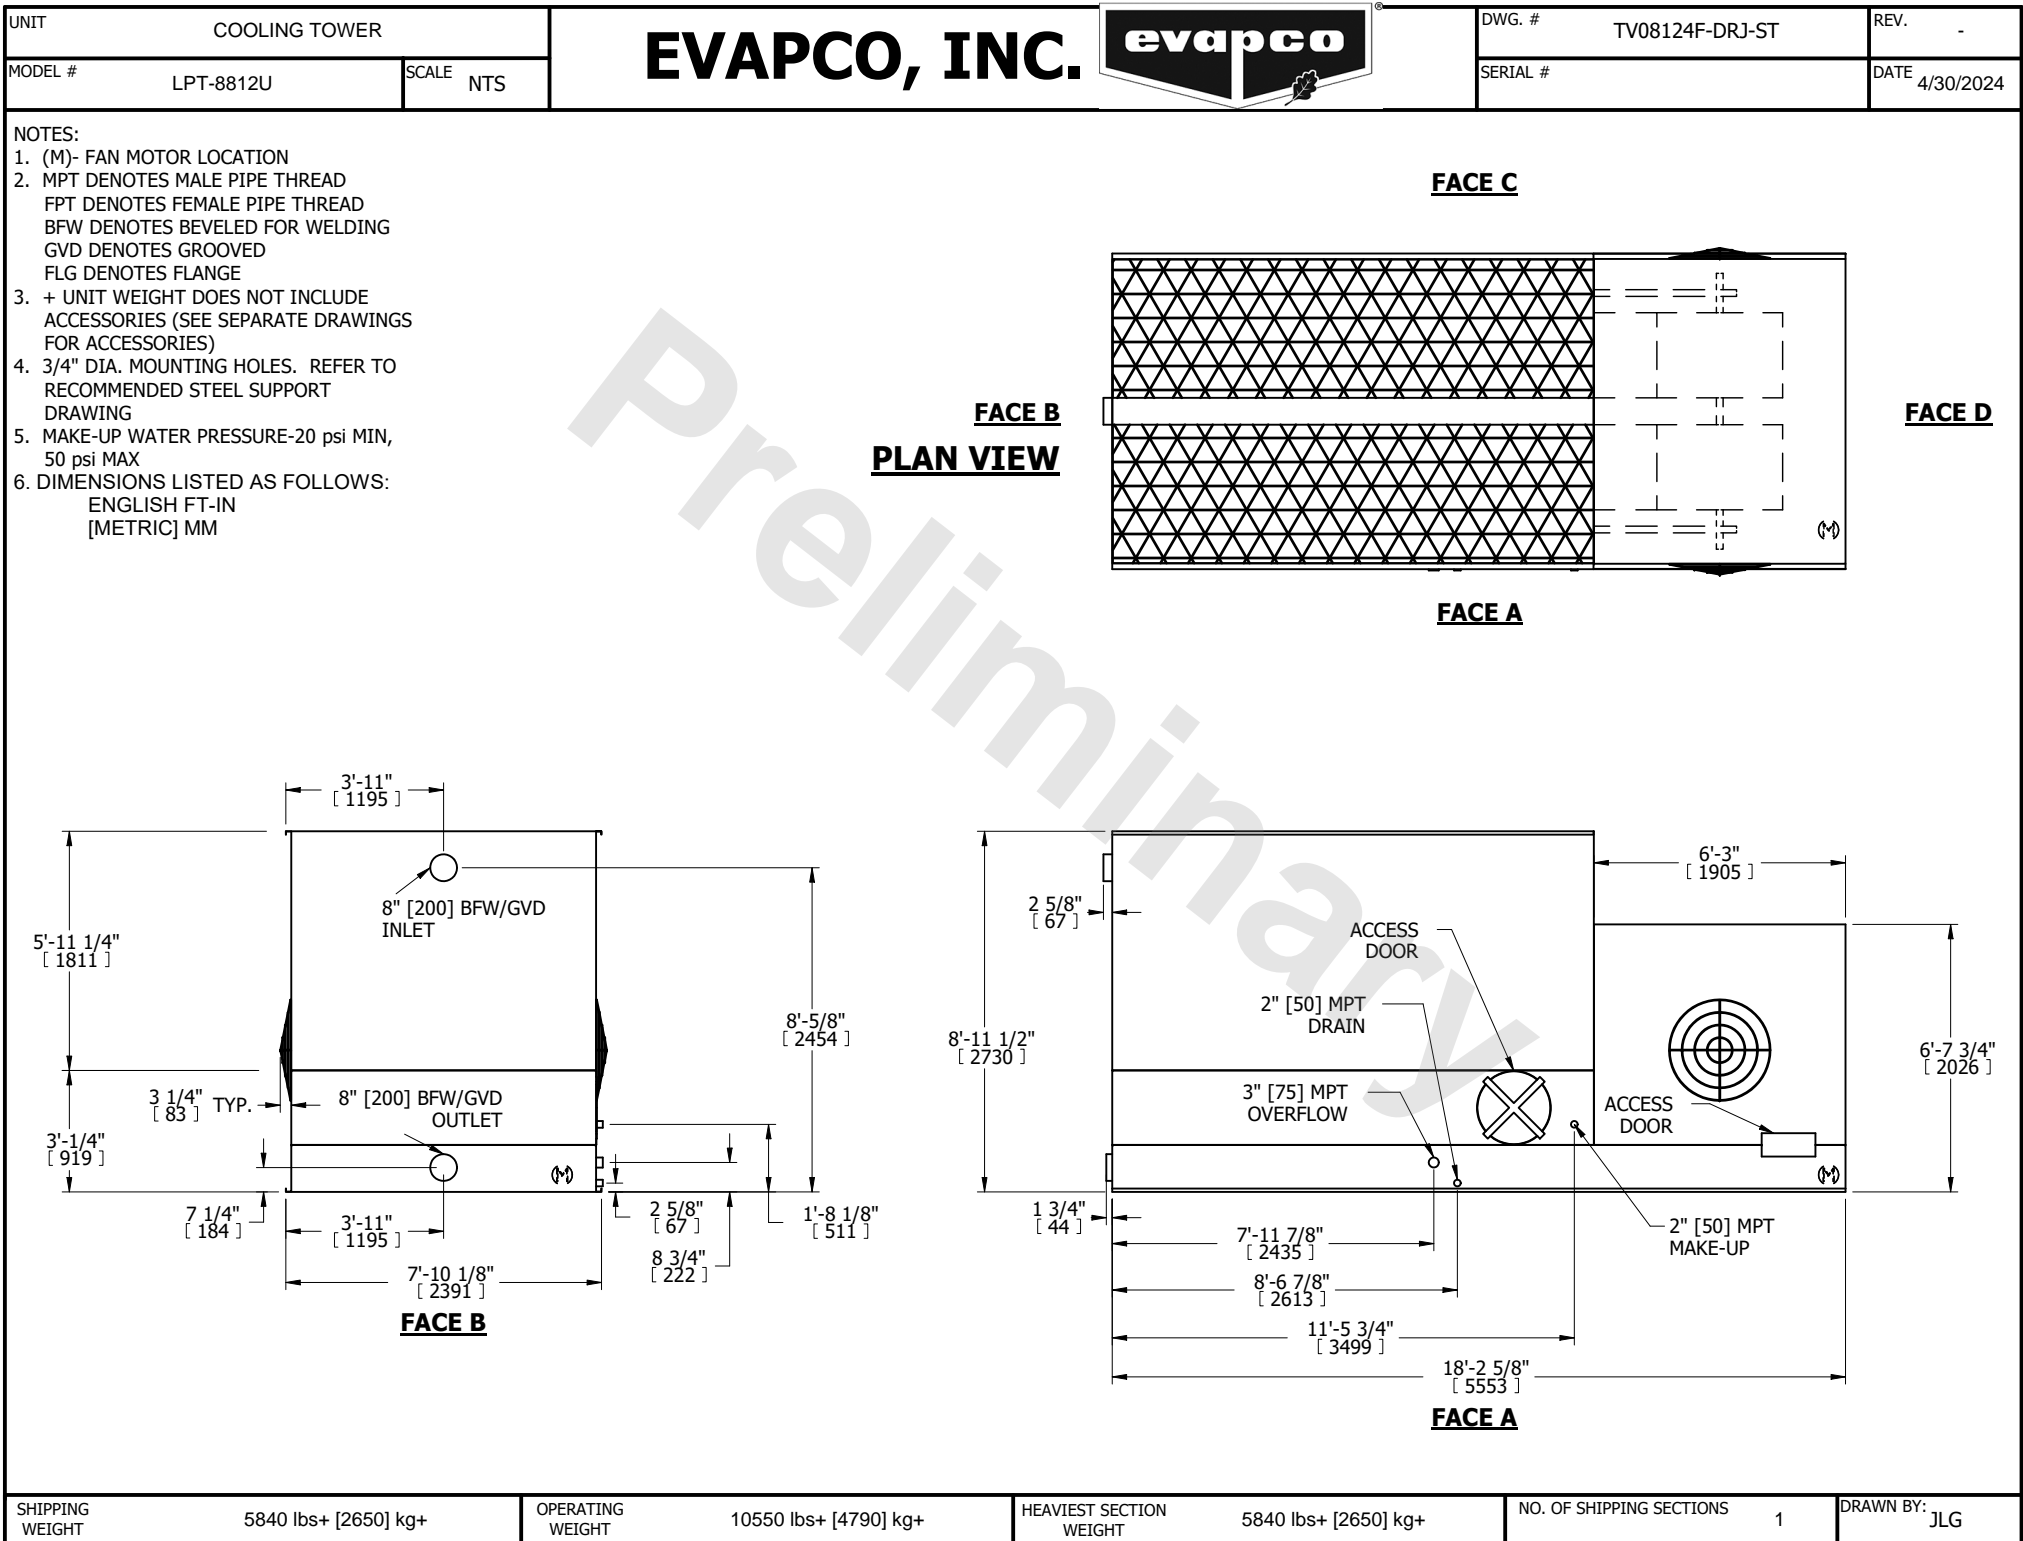 UNIT
COOLING TOWER
MODEL #
LPT-8812U
SCALE
NTS
EVAPCO, INC.
evapco®
DWG. #
TV08124F-DRJ-ST
REV.
-
SERIAL #
DATE
4/30/2024
NOTES:
1. (M)- FAN MOTOR LOCATION
2. MPT DENOTES MALE PIPE THREAD
FPT DENOTES FEMALE PIPE THREAD
BFW DENOTES BEVELED FOR WELDING
GVD DENOTES GROOVED
FLG DENOTES FLANGE
3. + UNIT WEIGHT DOES NOT INCLUDE
ACCESSORIES (SEE SEPARATE DRAWINGS
FOR ACCESSORIES)
4. 3/4" DIA. MOUNTING HOLES. REFER TO
RECOMMENDED STEEL SUPPORT
DRAWING
5. MAKE-UP WATER PRESSURE-20 psi MIN,
50 psi MAX
6. DIMENSIONS LISTED AS FOLLOWS:
ENGLISH FT-IN
[METRIC] MM
Preliminary
FACE C
FACE B
PLAN VIEW
FACE D
(M)
FACE A
3'-11"
[ 1195 ]
8" [200] BFW/GVD
INLET
5'-11 1/4"
[ 1811 ]
8'-5/8"
[ 2454 ]
3 1/4"
[ 83 ]
TYP.
8" [200] BFW/GVD
OUTLET
3'-1/4"
[ 919 ]
(M)
7 1/4"
[ 184 ]
3'-11"
[ 1195 ]
2 5/8"
[ 67 ]
1'-8 1/8"
[ 511 ]
8 3/4"
[ 222 ]
7'-10 1/8"
[ 2391 ]
FACE B
6'-3"
[ 1905 ]
2 5/8"
[ 67 ]
ACCESS
DOOR
2" [50] MPT
DRAIN
8'-11 1/2"
[ 2730 ]
6'-7 3/4"
[ 2026 ]
3" [75] MPT
OVERFLOW
ACCESS
DOOR
(M)
1 3/4"
[ 44 ]
2" [50] MPT
MAKE-UP
7'-11 7/8"
[ 2435 ]
8'-6 7/8"
[ 2613 ]
11'-5 3/4"
[ 3499 ]
18'-2 5/8"
[ 5553 ]
FACE A
SHIPPING
WEIGHT
5840 lbs+ [2650] kg+
OPERATING
WEIGHT
10550 lbs+ [4790] kg+
HEAVIEST SECTION
WEIGHT
5840 lbs+ [2650] kg+
NO. OF SHIPPING SECTIONS
1
DRAWN BY:
JLG